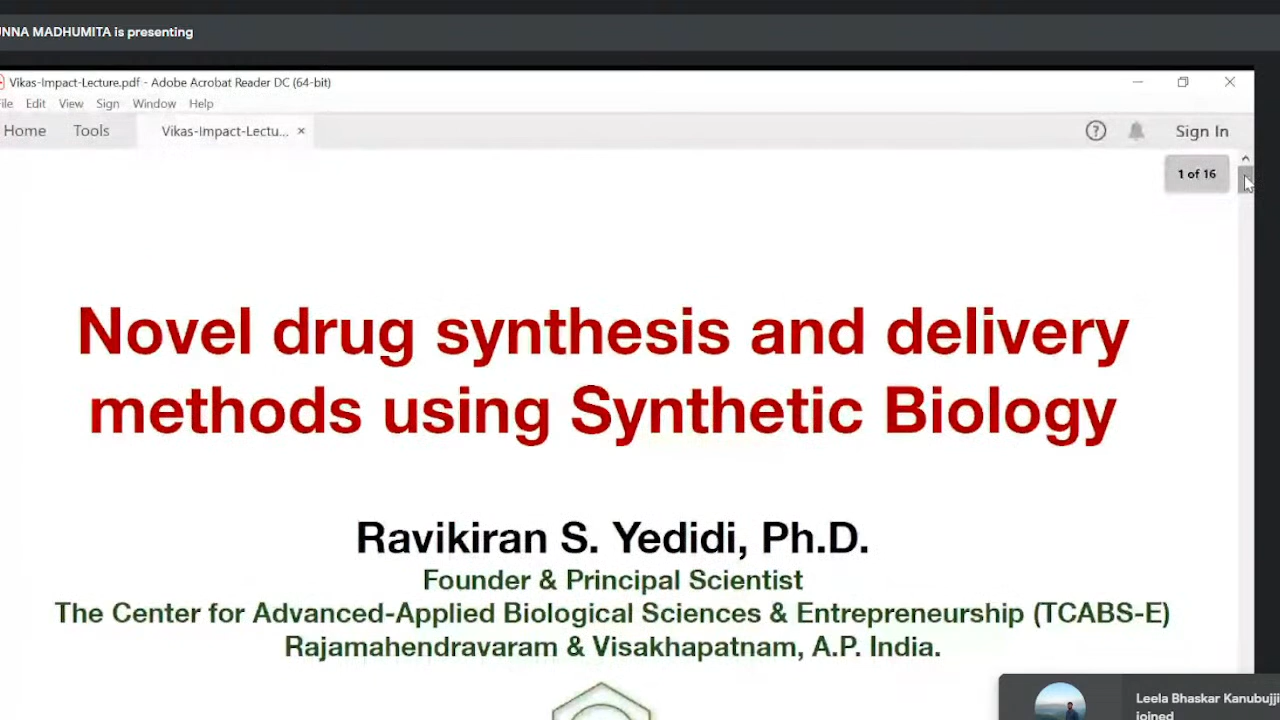 NNA MADHUMITA is presenting
Vikas-Impact-Lecture.pdf - Adobe Acrobat Reader DC (64-bit)
File Edit View Sign Window Help
Home Tools Vikas-Impact-Lectu... × Sign In
1 of 16
Novel drug synthesis and delivery
methods using Synthetic Biology
Ravikiran S. Yedidi, Ph.D.
Founder & Principal Scientist
The Center for Advanced-Applied Biological Sciences & Entrepreneurship (TCABS-E)
Rajamahendravaram & Visakhapatnam, A.P. India.
Leela Bhaskar Kanubujji
joined